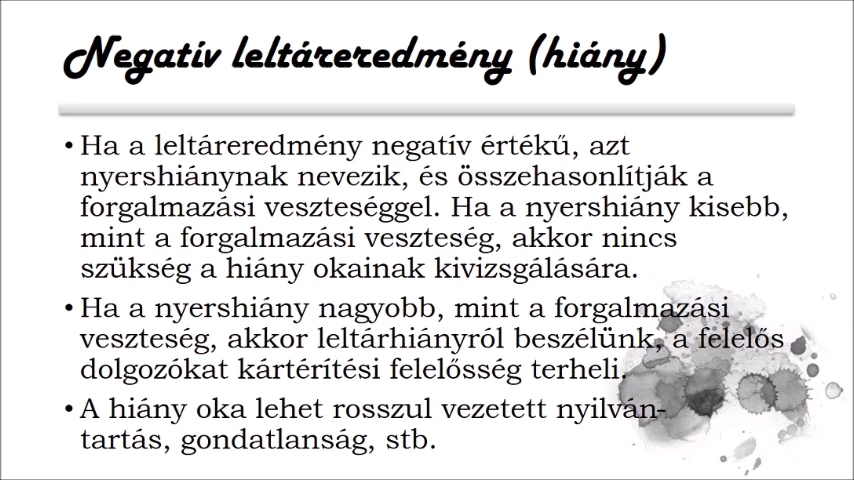 Negatív leltáreredmény (hiány)
• Ha a leltáreredmény negatív értékű, azt
nyershiánynak nevezik, és összehasonlítják a
forgalmazási veszteséggel. Ha a nyershiány kisebb,
mint a forgalmazási veszteség, akkor nincs
szükség a hiány okainak kivizsgálására.
• Ha a nyershiány nagyobb, mint a forgalmazási
veszteség, akkor leltárhiányról beszélünk, a felelős
dolgozókat kártérítési felelősség terheli.
• A hiány oka lehet rosszul vezetett nyilván-
tartás, gondatlanság, stb.